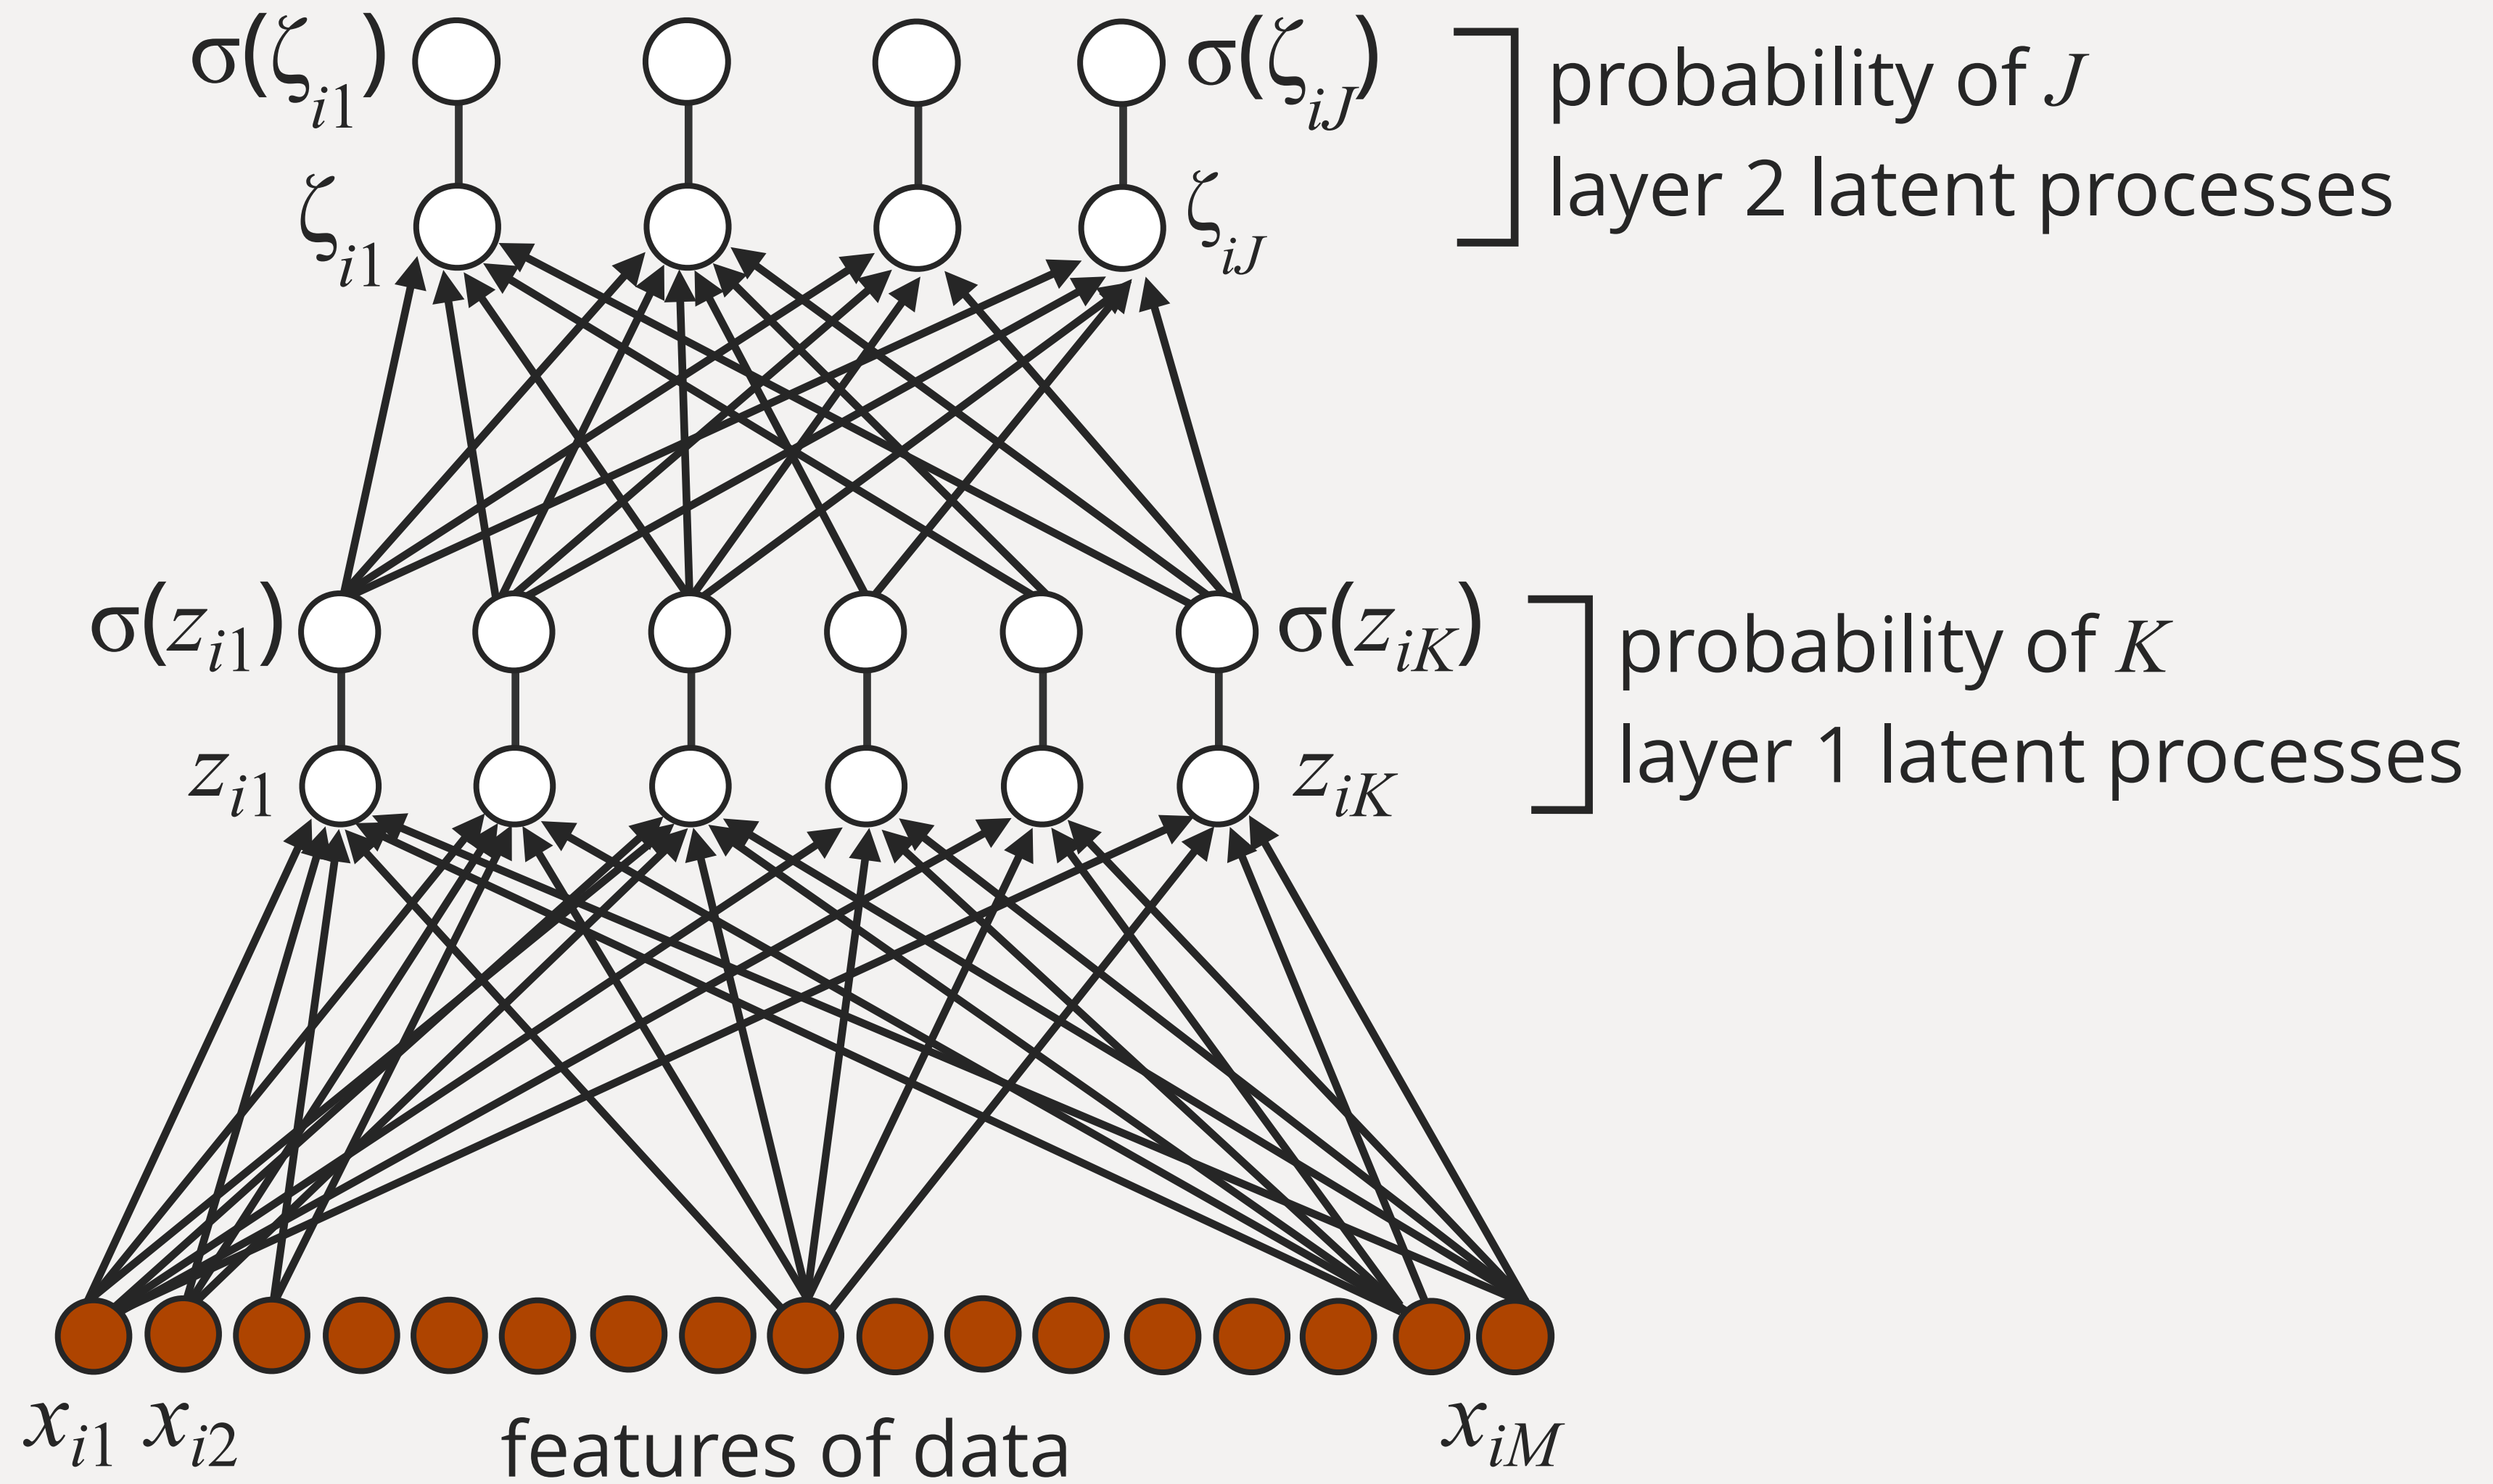 σ(ζi1) σ(ζiJ) probability of J
ζi1 ζiJ layer 2 latent processes
σ(zi1) σ(ziK) probability of K
zi1 ziK layer 1 latent processes
xi1 xi2 xiM
features of data